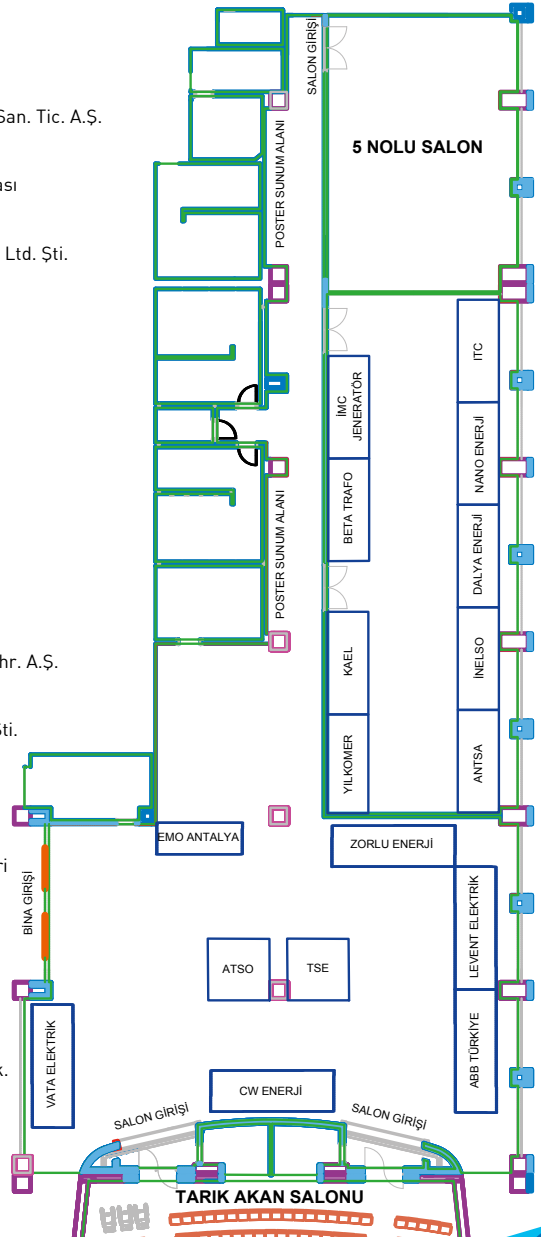 San. Tic. A.Ş.
ası
Ltd. Şti.
hr. A.Ş.
Şti.
ri
k.
SALON GİRİŞİ
5 NOLU SALON
POSTER SUNUM ALANI
İMC
JENERATÖR
BETA TRAFO
ITC
NANO ENERJİ
DALYA ENERJİ
POSTER SUNUM ALANI
KAEL
YILKOMER
İNELSO
ANTSA
EMO ANTALYA
ZORLU ENERJİ
BİNA GİRİŞİ
LEVENT ELEKTRİK
ATSO
TSE
VATA ELEKTRİK
ABB TÜRKİYE
CW ENERJİ
SALON GİRİŞİ
SALON GİRİŞİ
TARIK AKAN SALONU